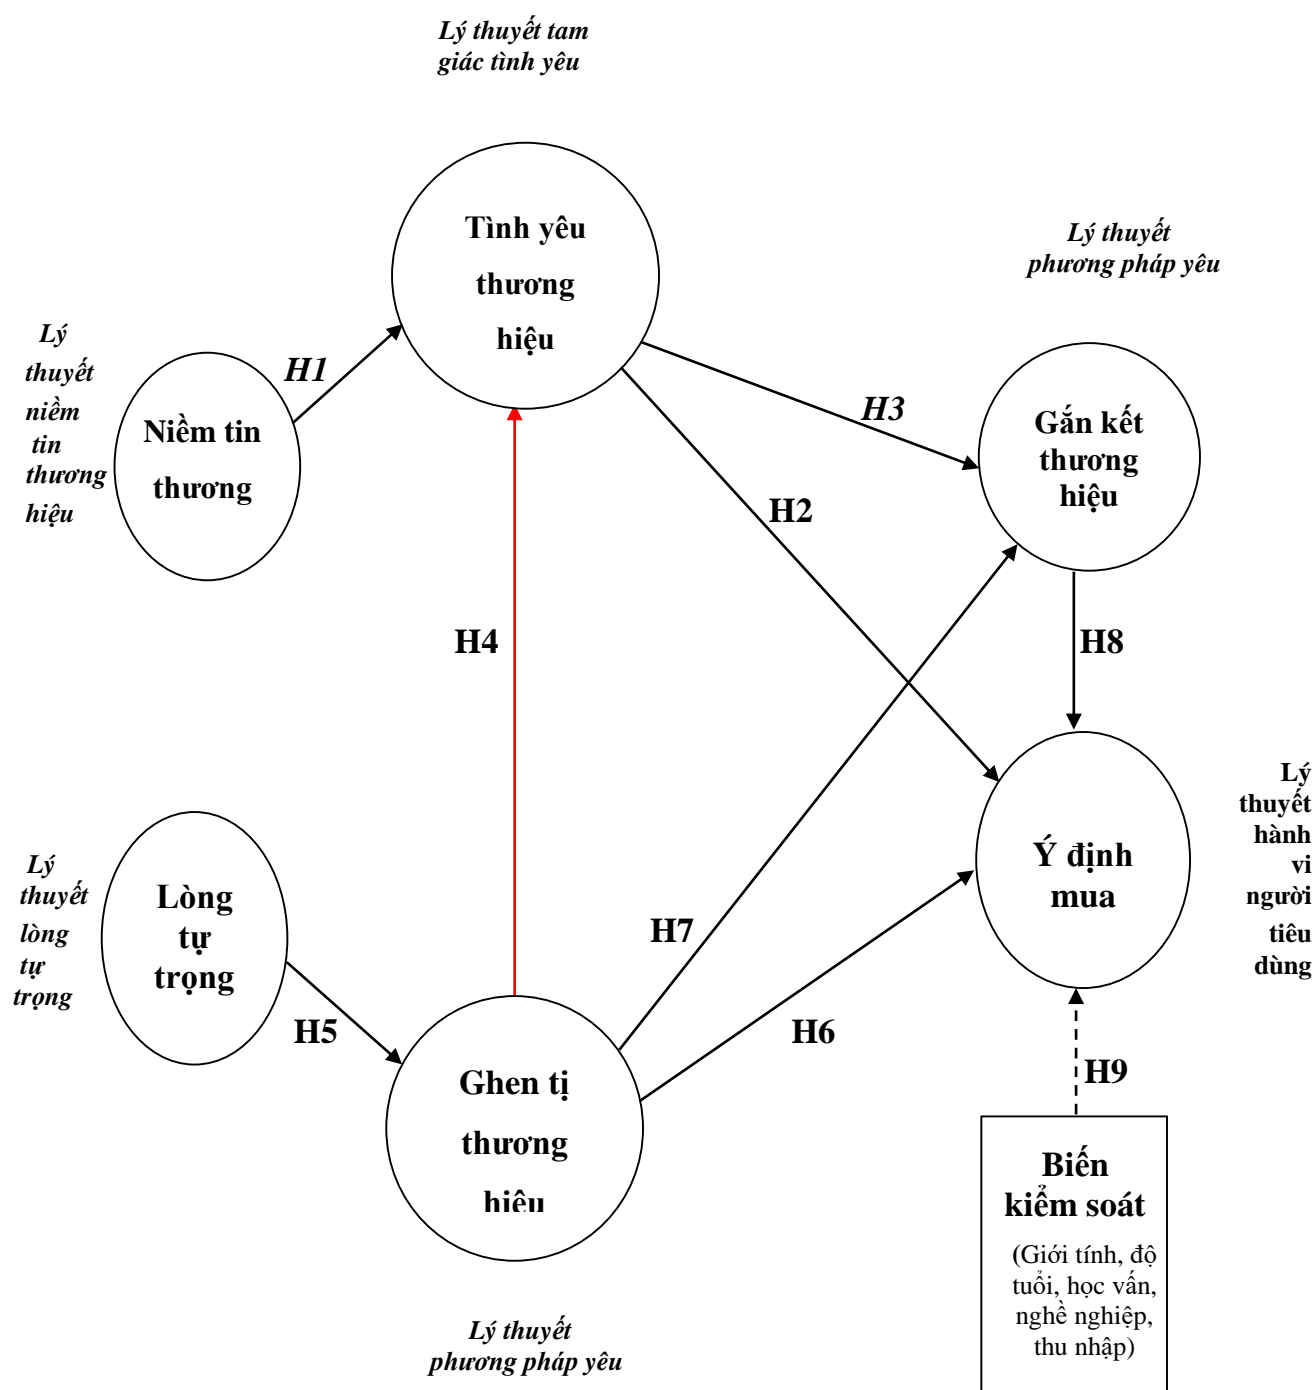 Lý thuyết tam
giác tình yêu
Tình yêu
thương
hiệu
Lý thuyết
phương pháp yêu
Lý
thuyết
niềm
tin
thương
hiệu
H1
Niềm tin
thương
H3
Gắn kết
thương
hiệu
H2
H4
H8
Lý
thuyết
hành
vi
người
tiêu
dùng
Ý định
mua
Lý
thuyết
lòng
tự
trọng
Lòng
tự
trọng
H7
H5
H6
H9
Ghen tị
thương
hiệu
Biến
kiểm soát
(Giới tính, độ
tuổi, học vấn,
nghề nghiệp,
thu nhập)
Lý thuyết
phương pháp yêu